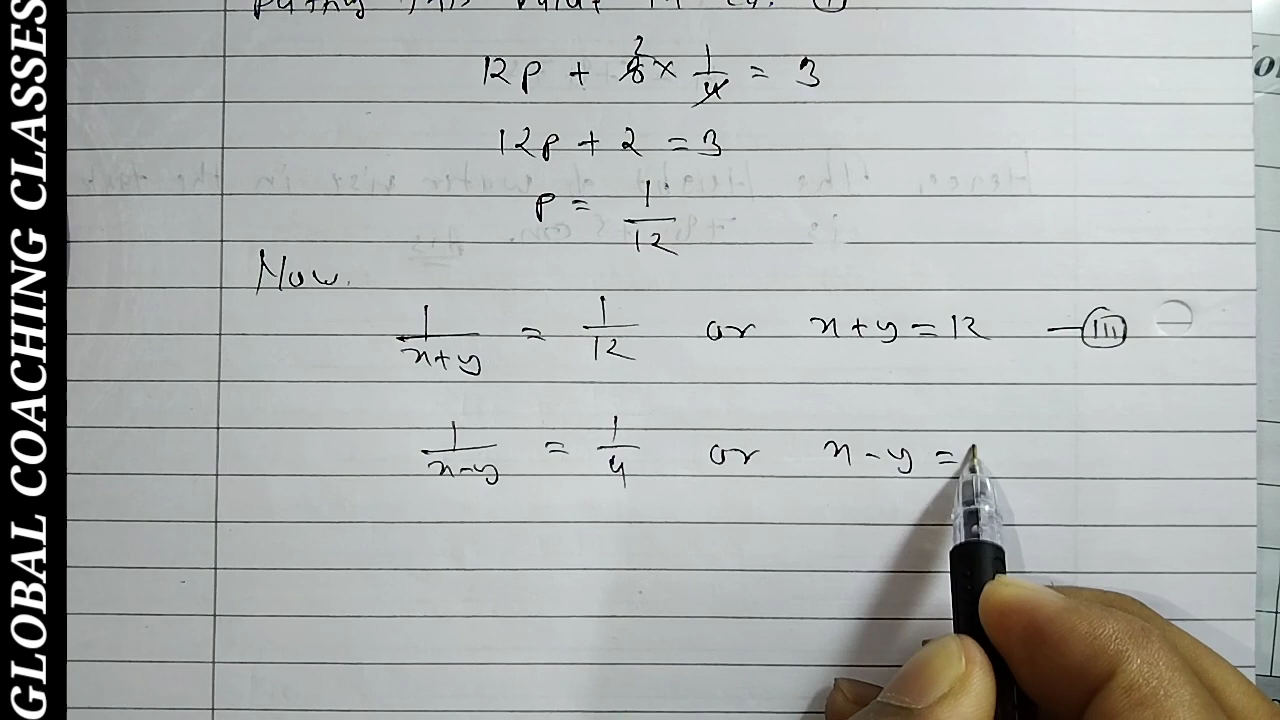 GLOBAL COACHING CLASSES
12p + 8 2 × 1/4 = 3
12p + 2 = 3
p = 1/12
Now.
1/(x+y) = 1/12 or x+y = 12 — (III)
1/(x-y) = 1/4 or x - y =